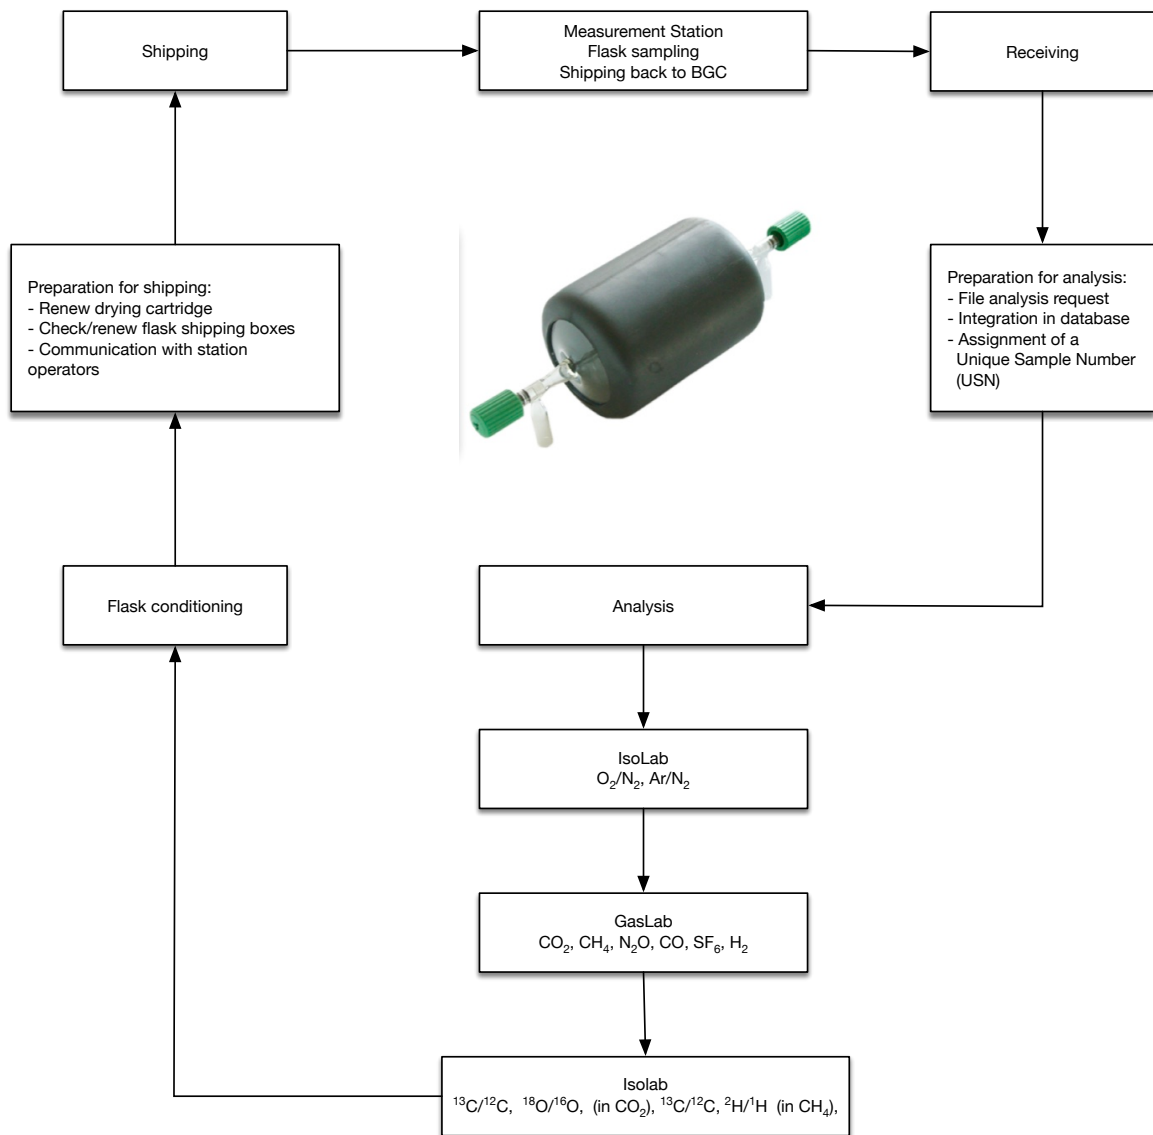 Shipping
Measurement Station
Flask sampling
Shipping back to BGC
Receiving
Preparation for shipping:
- Renew drying cartridge
- Check/renew flask shipping boxes
- Communication with station
operators
Preparation for analysis:
- File analysis request
- Integration in database
- Assignment of a
Unique Sample Number
(USN)
Flask conditioning
Analysis
IsoLab
O₂/N₂, Ar/N₂
GasLab
CO₂, CH₄, N₂O, CO, SF₆, H₂
Isolab
¹³C/¹²C, ¹⁸O/¹⁶O, (in CO₂), ¹³C/¹²C, ²H/¹H (in CH₄),